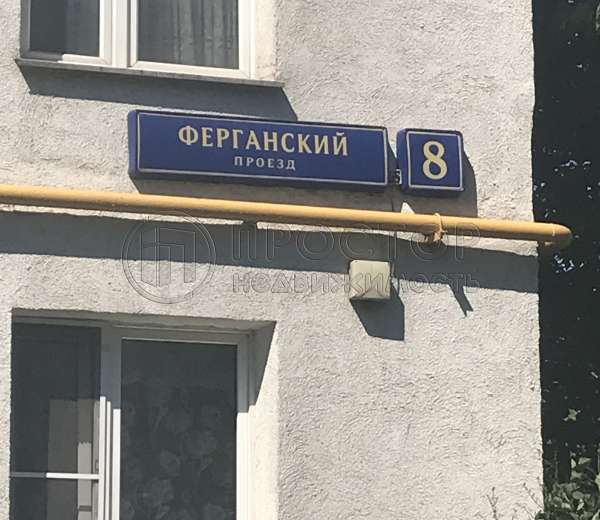 ФЕРГАНСКИЙ
ПРОЕЗД
8
ПРОСТОР
НЕДВИЖИМОСТЬ